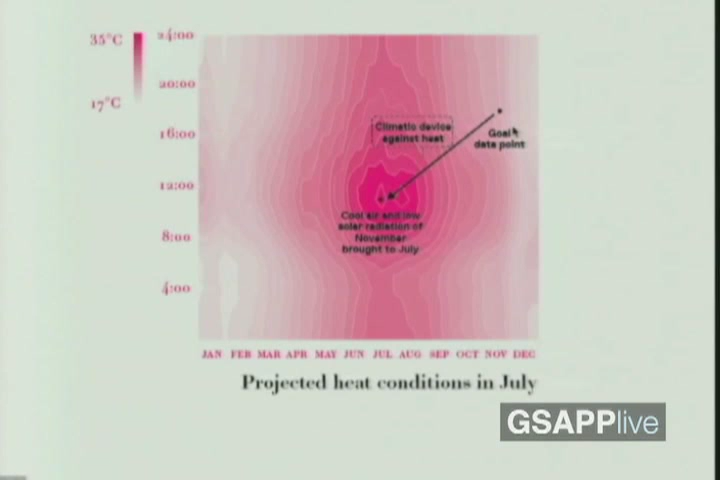 35°C
17°C
24:00
20:00
16:00
12:00
8:00
4:00
Climatic device
against heat
Goal
data point
Cool air and low
solar radiation of
November
brought to July
JAN FEB MAR APR MAY JUN JUL AUG SEP OCT NOV DEC
Projected heat conditions in July
GSAPPlive